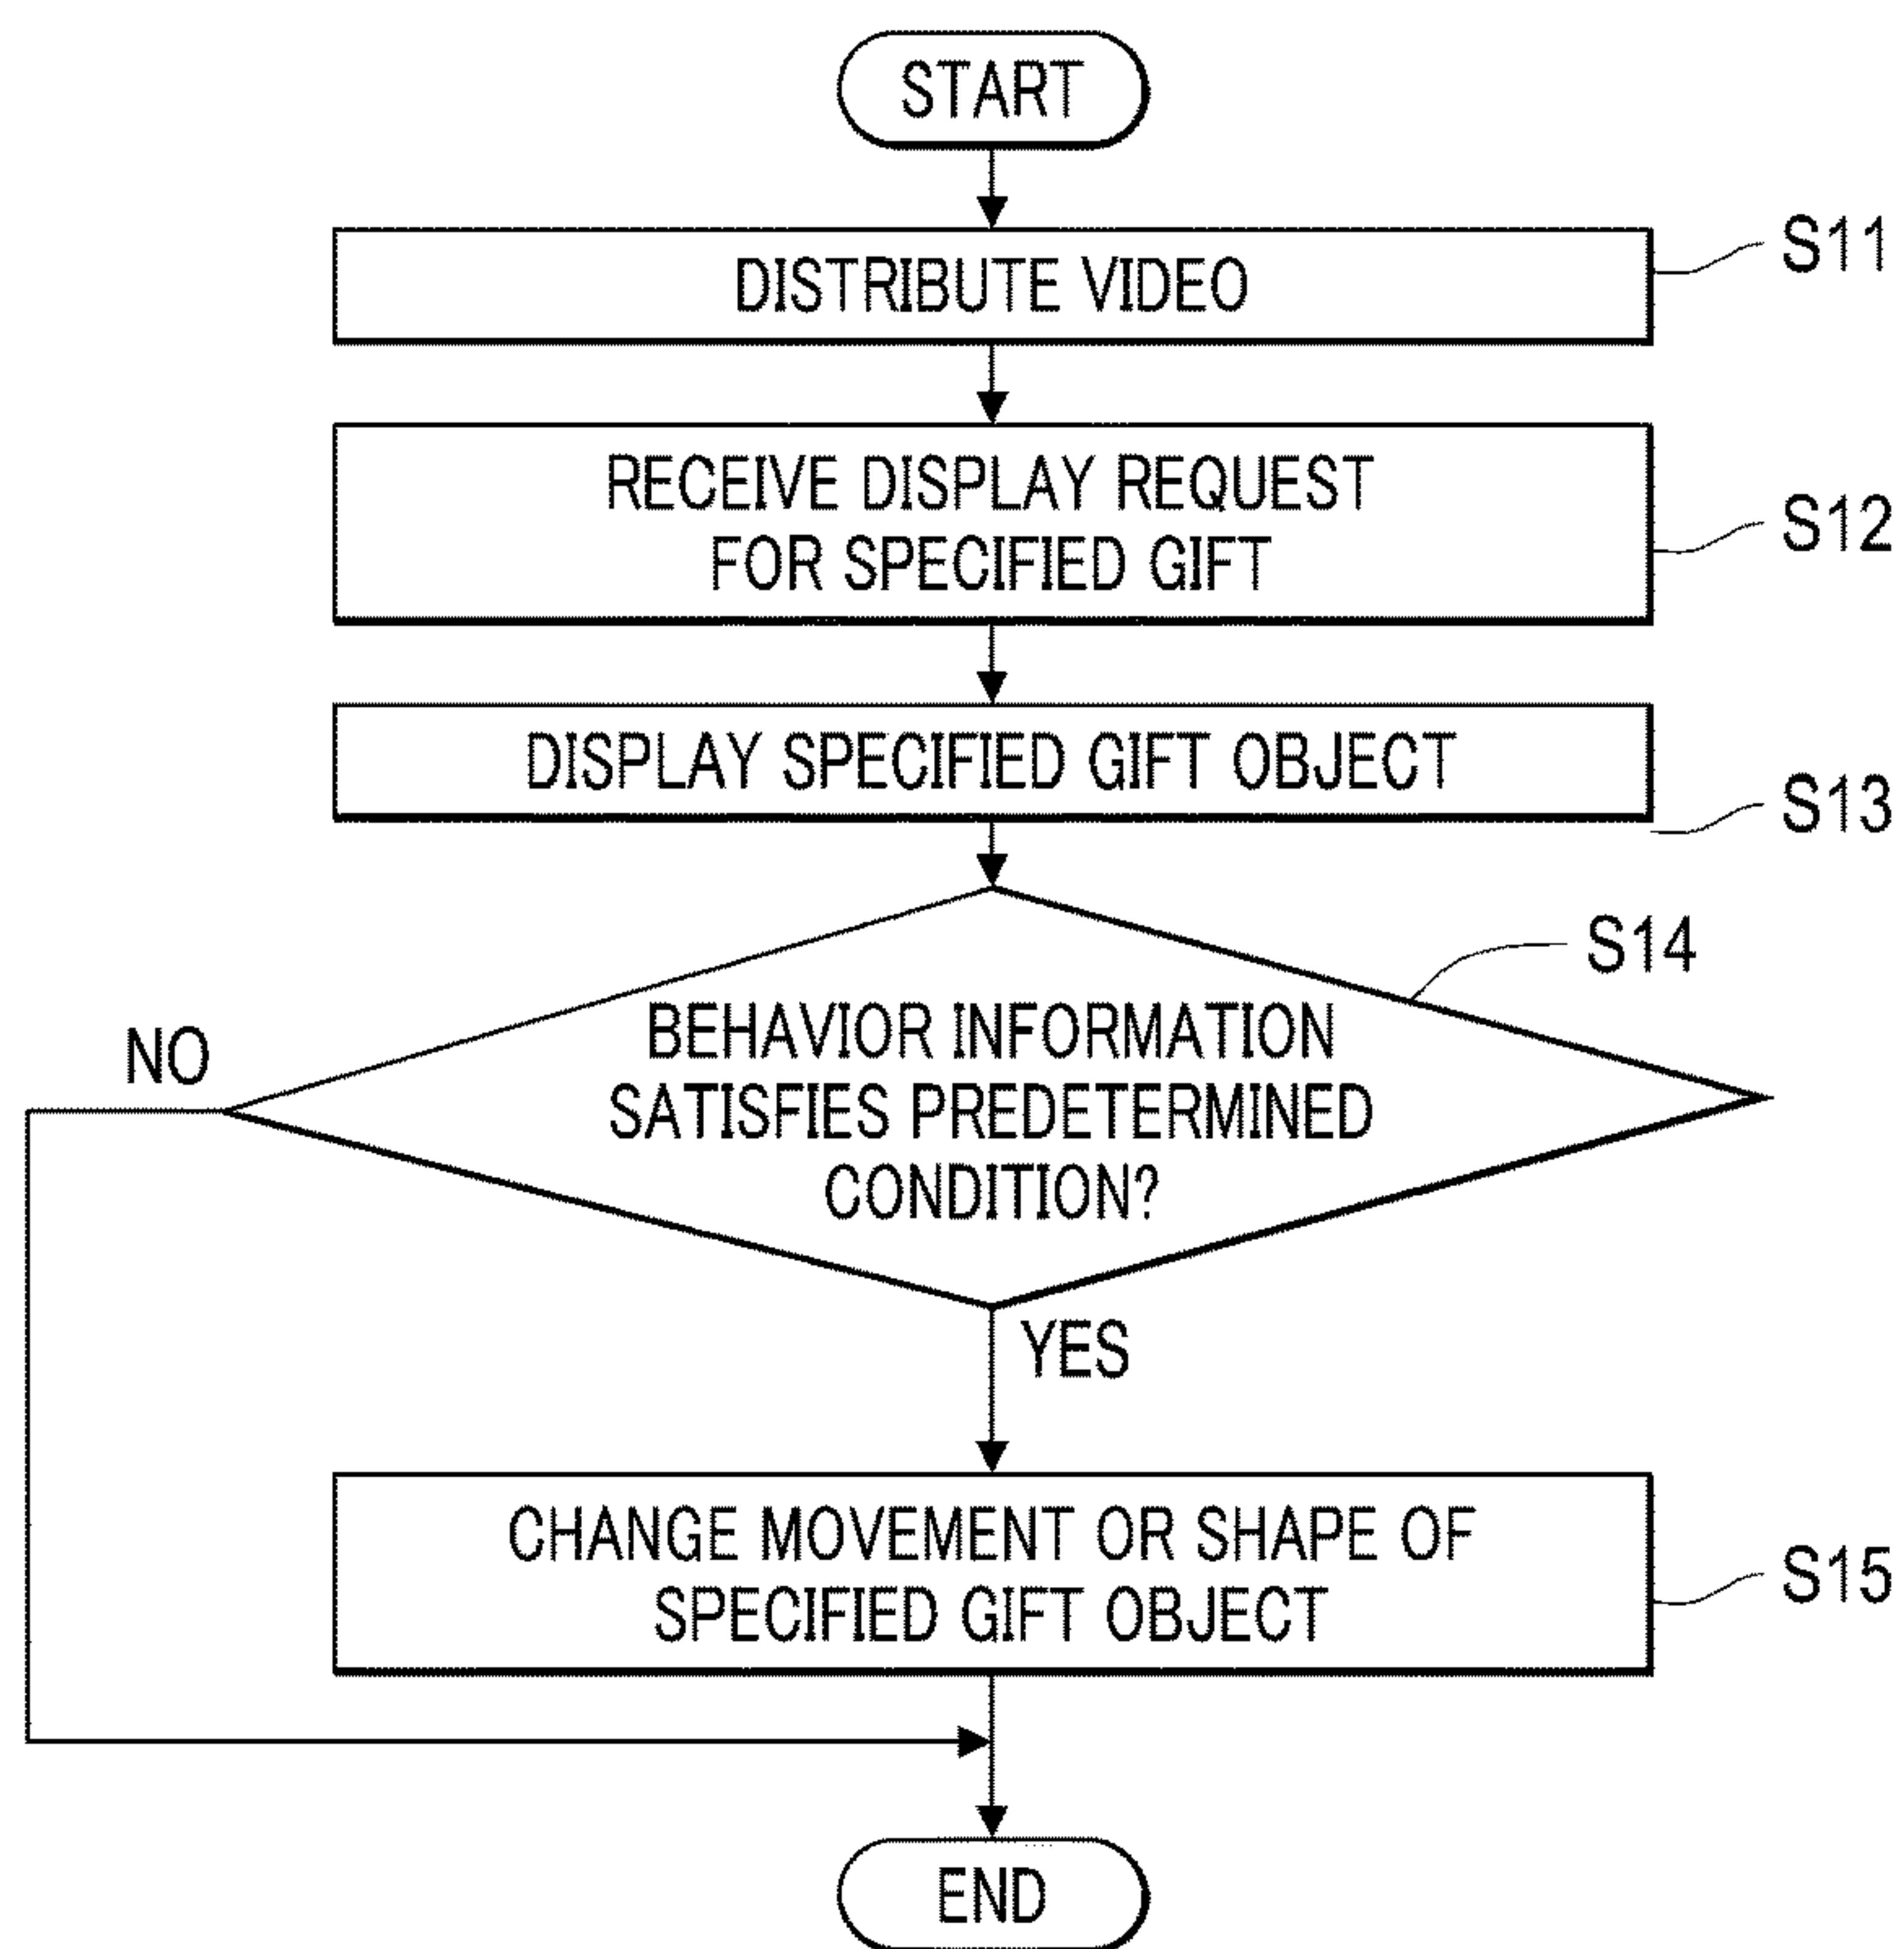 START
DISTRIBUTE VIDEO
S11
RECEIVE DISPLAY REQUEST
FOR SPECIFIED GIFT
S12
DISPLAY SPECIFIED GIFT OBJECT
S13
S14
BEHAVIOR INFORMATION
SATISFIES PREDETERMINED
CONDITION?
NO
YES
CHANGE MOVEMENT OR SHAPE OF
SPECIFIED GIFT OBJECT
S15
END